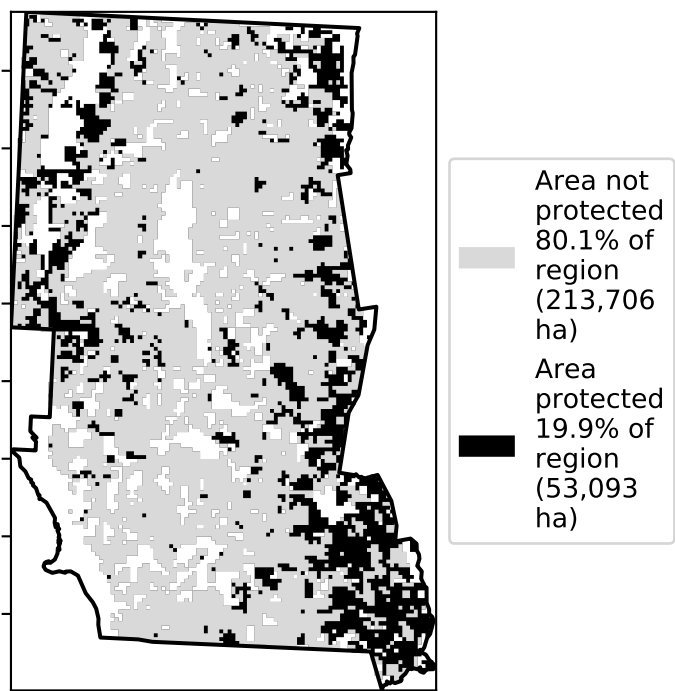 Area not
protected
80.1% of
region
(213,706
ha)
Area
protected
19.9% of
region
(53,093
ha)